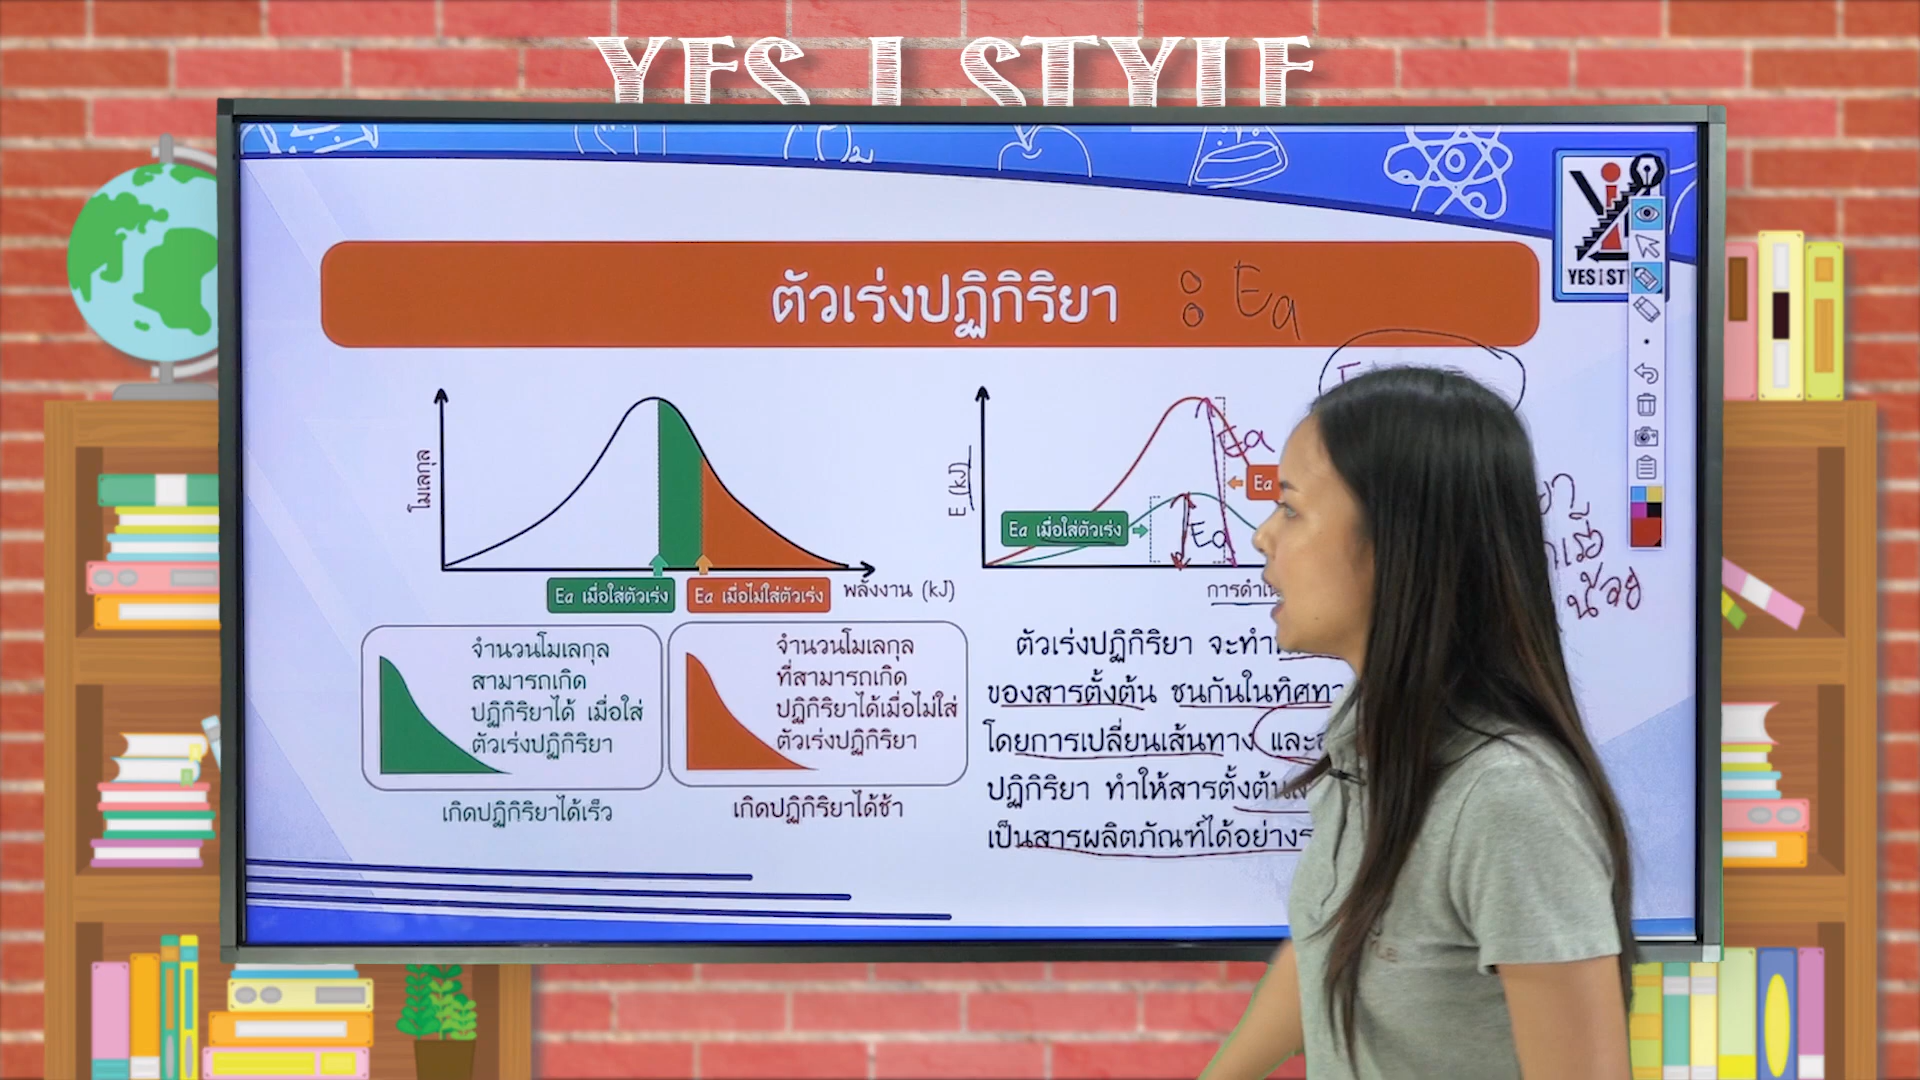 YES I STYLE
YES I ST
ตัวเร่งปฏิกิริยา : Ea
โมเลกุล
Ea เมื่อใส่ตัวเร่ง
Ea เมื่อไม่ใส่ตัวเร่ง
พลังงาน (kJ)
จำนวนโมเลกุล
สามารถเกิด
ปฏิกิริยาได้ เมื่อใส่
ตัวเร่งปฏิกิริยา
เกิดปฏิกิริยาได้เร็ว
จำนวนโมเลกุล
ที่สามารถเกิด
ปฏิกิริยาได้เมื่อไม่ใส่
ตัวเร่งปฏิกิริยา
เกิดปฏิกิริยาได้ช้า
E (kJ)
Ea
Ea
Ea เมื่อใส่ตัวเร่ง
Ea
การดำเ
น้อย
ตัวเร่งปฏิกิริยา จะทำ
ของสารตั้งต้น ชนกันในทิศทา
โดยการเปลี่ยนเส้นทาง และ
ปฏิกิริยา ทำให้สารตั้งต้น
เป็นสารผลิตภัณฑ์ได้อย่างร